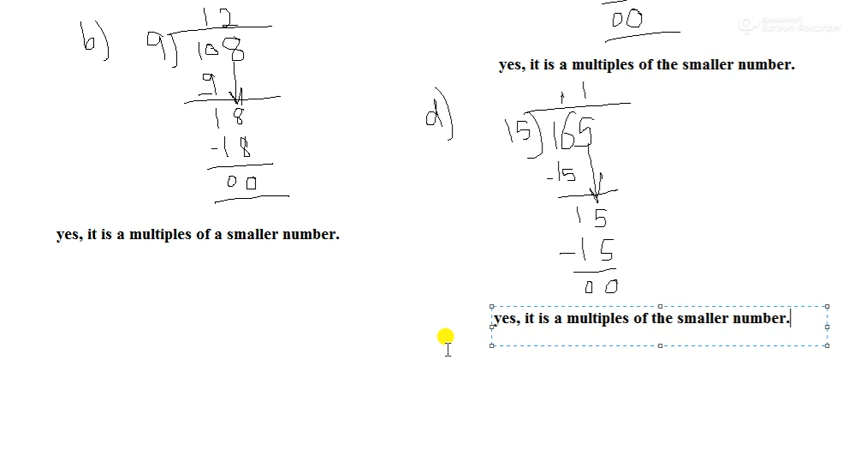 b)
12
9)108
9
18
-18
00
yes, it is a multiples of a smaller number.
00
yes, it is a multiples of the smaller number.
d)
11
15)165
-15
15
-15
00
yes, it is a multiples of the smaller number.